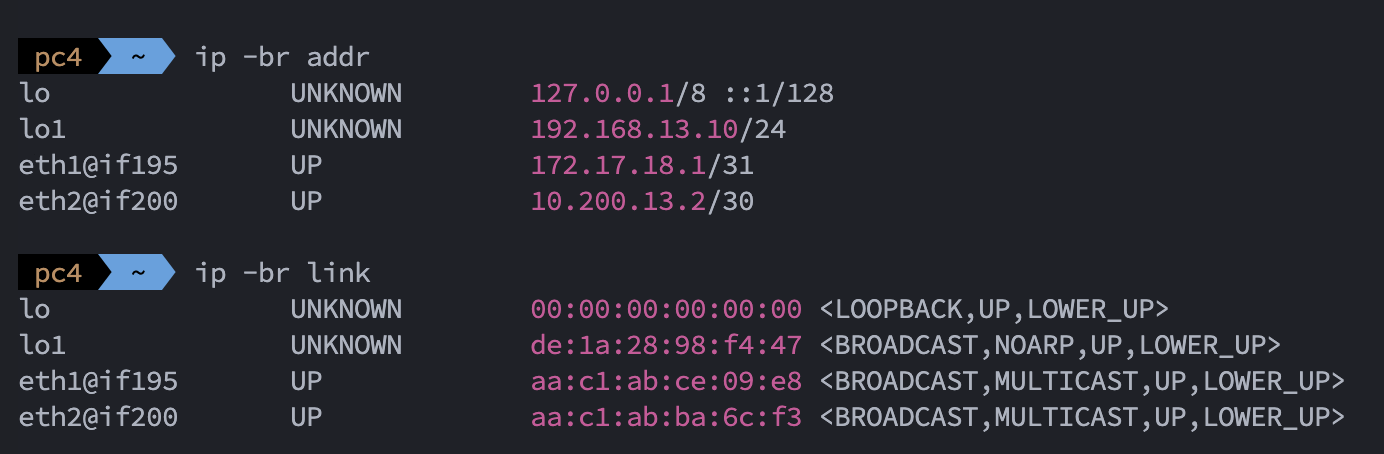 pc4 ~ ip -br addr
lo UNKNOWN 127.0.0.1/8 ::1/128
lo1 UNKNOWN 192.168.13.10/24
eth1@if195 UP 172.17.18.1/31
eth2@if200 UP 10.200.13.2/30
pc4 ~ ip -br link
lo UNKNOWN 00:00:00:00:00:00 <LOOPBACK,UP,LOWER_UP>
lo1 UNKNOWN de:1a:28:98:f4:47 <BROADCAST,NOARP,UP,LOWER_UP>
eth1@if195 UP aa:c1:ab:ce:09:e8 <BROADCAST,MULTICAST,UP,LOWER_UP>
eth2@if200 UP aa:c1:ab:ba:6c:f3 <BROADCAST,MULTICAST,UP,LOWER_UP>